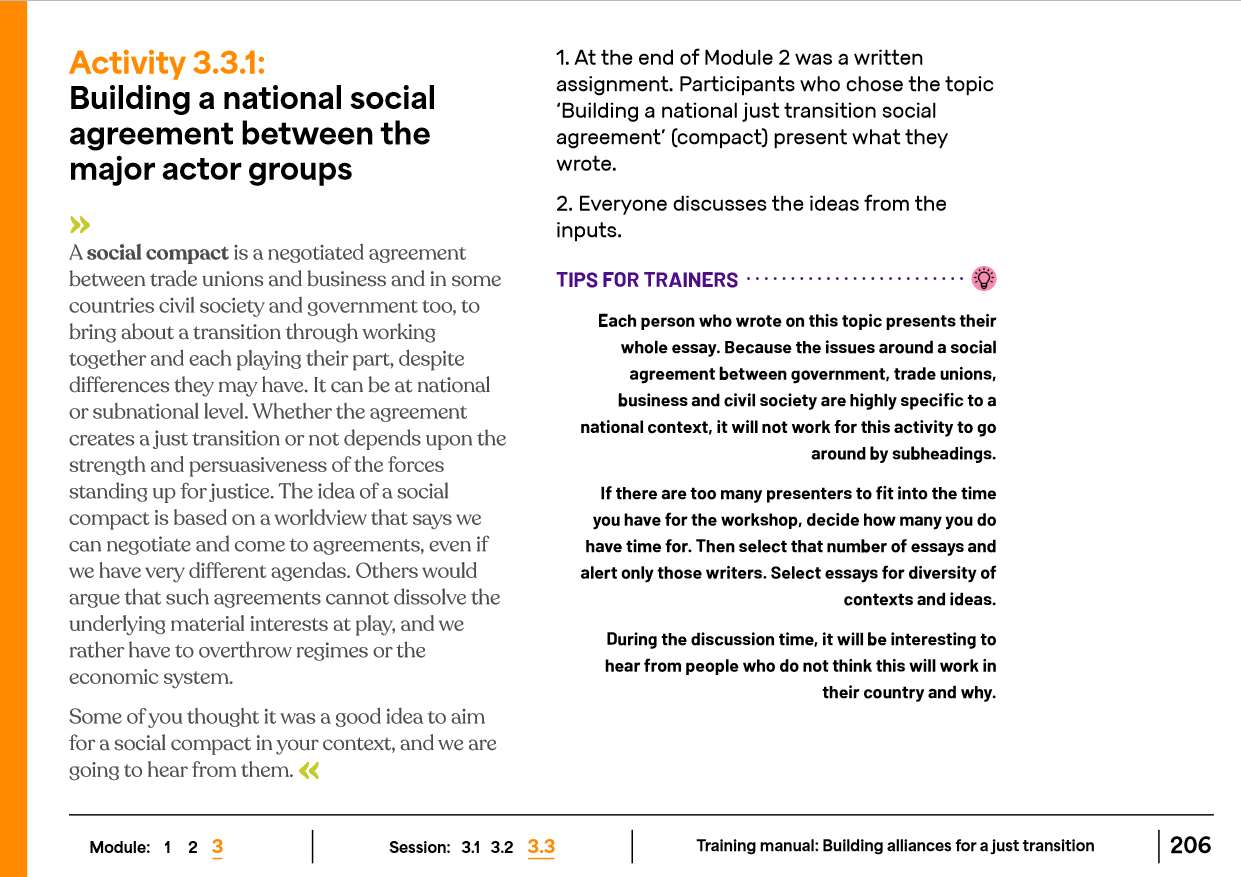 Activity 3.3.1:
Building a national social
agreement between the
major actor groups
»
A social compact is a negotiated agreement
between trade unions and business and in some
countries civil society and government too, to
bring about a transition through working
together and each playing their part, despite
differences they may have. It can be at national
or subnational level. Whether the agreement
creates a just transition or not depends upon the
strength and persuasiveness of the forces
standing up for justice. The idea of a social
compact is based on a worldview that says we
can negotiate and come to agreements, even if
we have very different agendas. Others would
argue that such agreements cannot dissolve the
underlying material interests at play, and we
rather have to overthrow regimes or the
economic system.
Some of you thought it was a good idea to aim
for a social compact in your context, and we are
going to hear from them. «
1. At the end of Module 2 was a written
assignment. Participants who chose the topic
‘Building a national just transition social
agreement’ (compact) present what they
wrote.
2. Everyone discusses the ideas from the
inputs.
TIPS FOR TRAINERS
Each person who wrote on this topic presents their
whole essay. Because the issues around a social
agreement between government, trade unions,
business and civil society are highly specific to a
national context, it will not work for this activity to go
around by subheadings.
If there are too many presenters to fit into the time
you have for the workshop, decide how many you do
have time for. Then select that number of essays and
alert only those writers. Select essays for diversity of
contexts and ideas.
During the discussion time, it will be interesting to
hear from people who do not think this will work in
their country and why.
Module: 1 2 3
Session: 3.1 3.2 3.3
Training manual: Building alliances for a just transition
206